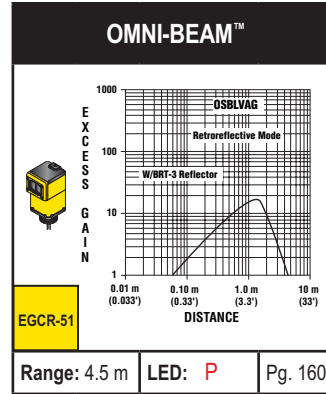 OMNI-BEAM™
EXCESS GAIN
1000
100
10
1
OSBLVAG
Retroreflective Mode
W/BRT-3 Reflector
0.01 m 0.10 m 1.0 m 10 m
(0.033') (0.33') (3.3') (33')
DISTANCE
EGCR-51
Range: 4.5 m LED: P Pg. 160